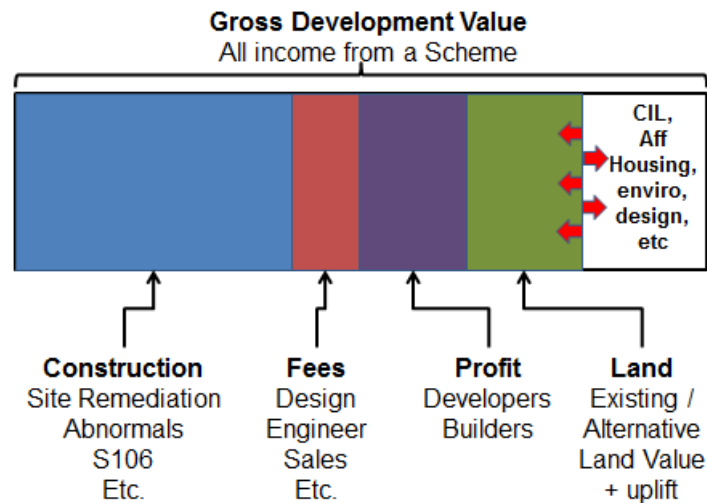 Gross Development Value
All income from a Scheme
CIL,
Aff
Housing,
enviro,
design,
etc
Construction
Site Remediation
Abnormals
S106
Etc.
Fees
Design
Engineer
Sales
Etc.
Profit
Developers
Builders
Land
Existing /
Alternative
Land Value
+ uplift